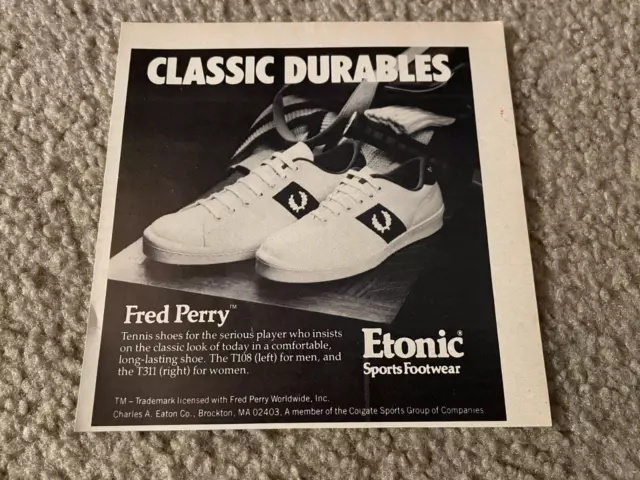 CLASSIC DURABLES
Fred Perry™
Tennis shoes for the serious player who insists
on the classic look of today in a comfortable,
long-lasting shoe. The T108 (left) for men, and
the T311 (right) for women.
Etonic®
Sports Footwear
TM – Trademark licensed with Fred Perry Worldwide, Inc.
Charles A. Eaton Co., Brockton, MA 02403. A member of the Colgate Sports Group of Companies